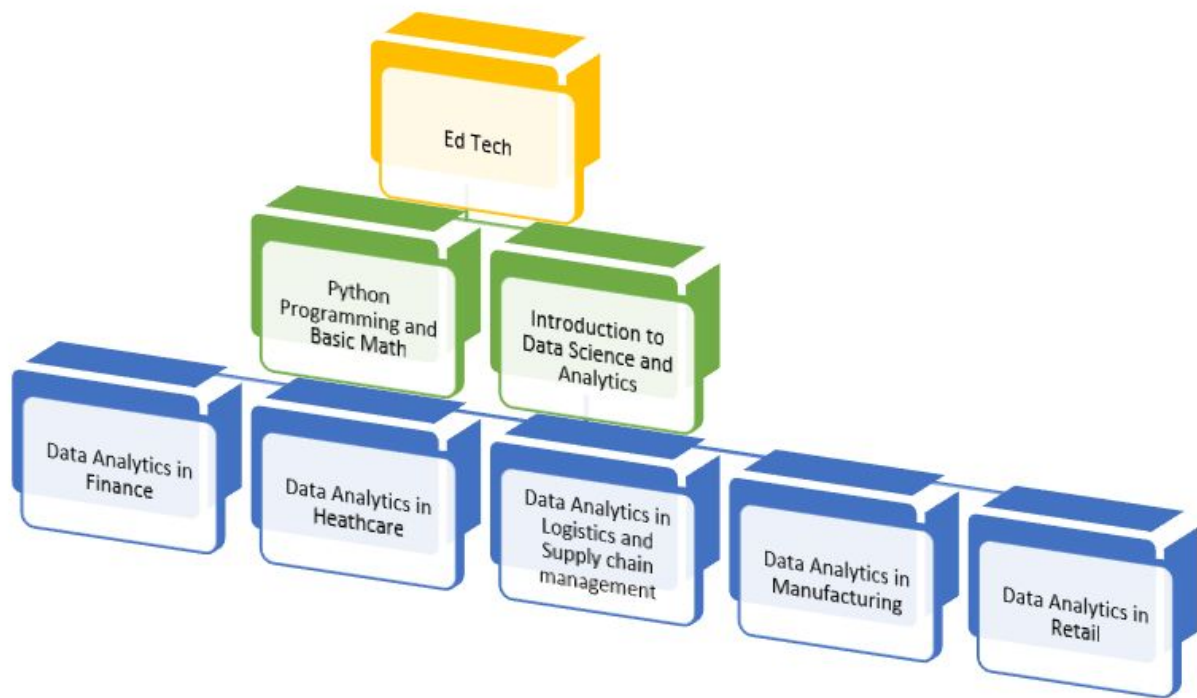 Ed Tech
Python
Programming and
Basic Math
Introduction to
Data Science and
Analytics
Data Analytics in
Finance
Data Analytics in
Heathcare
Data Analytics in
Logistics and
Supply chain
management
Data Analytics in
Manufacturing
Data Analytics in
Retail